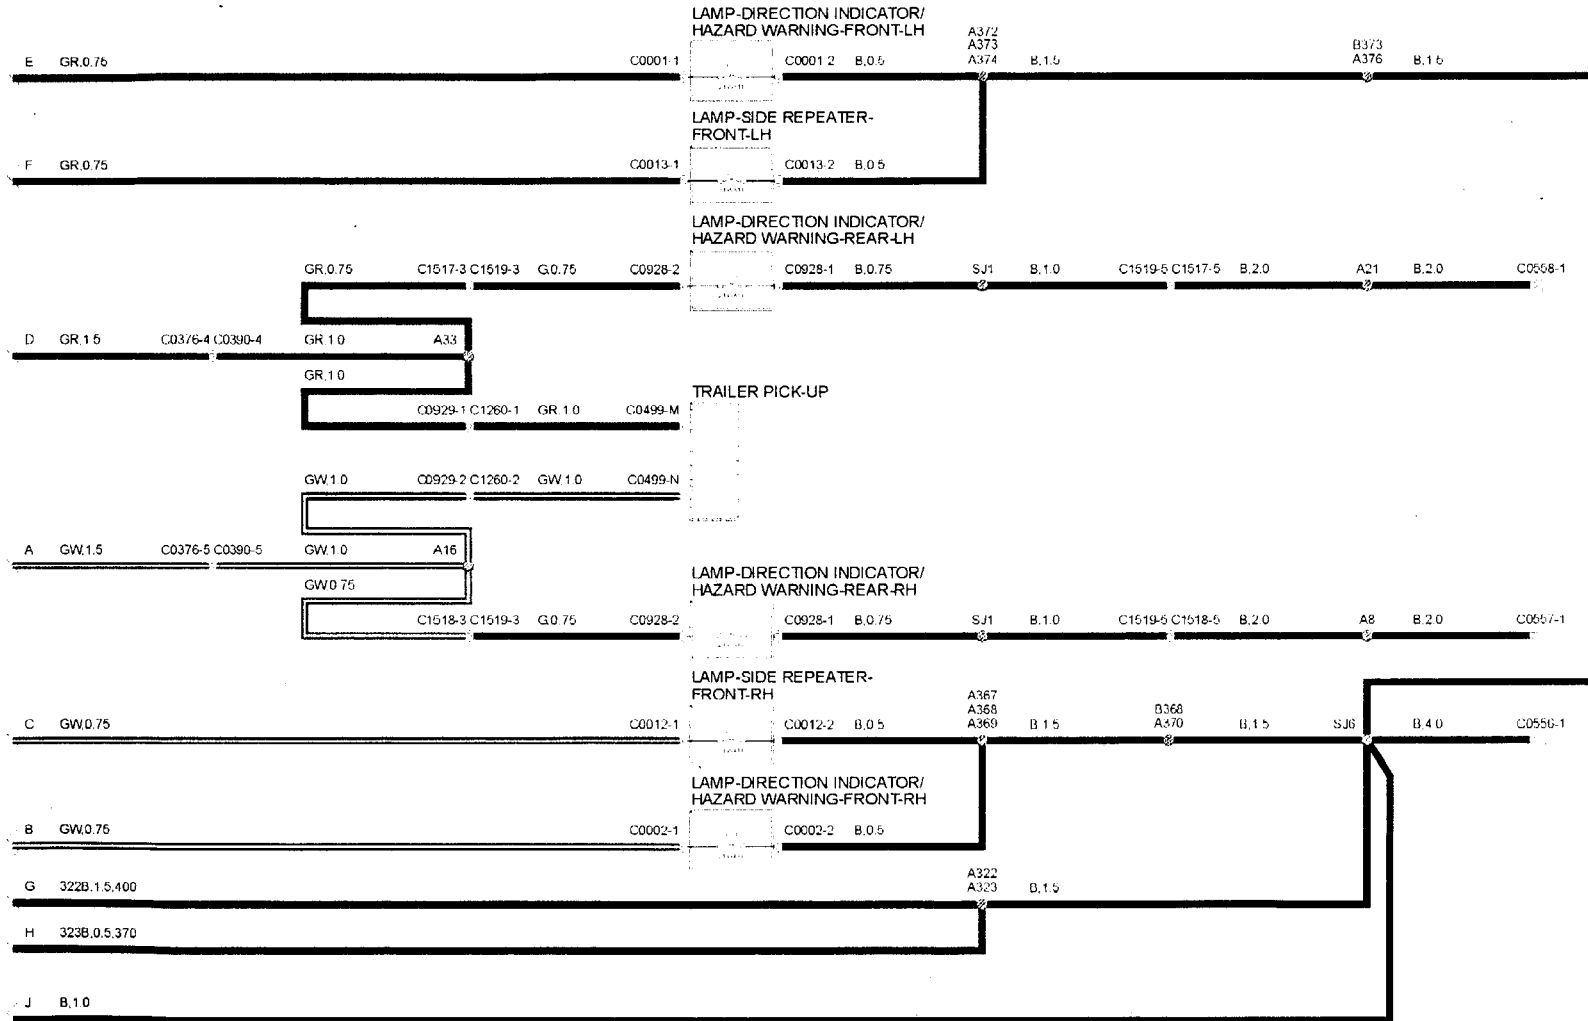 LAMP-DIRECTION INDICATOR/
HAZARD WARNING-FRONT-LH
E GR,0.75 C0001-1 C0001-2 B,0.5
A372
A373
A374 B,1.5
B373
A376 B,1.5
LAMP-SIDE REPEATER-
FRONT-LH
F GR,0.75 C0013-1 C0013-2 B,0.5
LAMP-DIRECTION INDICATOR/
HAZARD WARNING-REAR-LH
GR,0.75 C1517-3 C1519-3 G,0.75 C0928-2 C0928-1 B,0.75 SJ1 B,1.0 C1519-5 C1517-5 B,2.0 A21 B,2.0 C0558-1
D GR,1.5 C0376-4 C0390-4 GR,1.0 A33
GR,1.0
TRAILER PICK-UP
C0929-1 C1260-1 GR,1.0 C0499-M
GW,1.0 C0929-2 C1260-2 GW,1.0 C0499-N
A GW,1.5 C0376-5 C0390-5 GW,1.0 A16
GW,0.75
LAMP-DIRECTION INDICATOR/
HAZARD WARNING-REAR-RH
C1518-3 C1519-3 G,0.75 C0928-2 C0928-1 B,0.75 SJ1 B,1.0 C1519-5 C1518-5 B,2.0 A8 B,2.0 C0557-1
LAMP-SIDE REPEATER-
FRONT-RH
C GW,0.75 C0012-1 C0012-2 B,0.5
A367
A368
A369 B,1.5
B368
A370 B,1.5 SJ6 B,4.0 C0556-1
LAMP-DIRECTION INDICATOR/
HAZARD WARNING-FRONT-RH
B GW,0.75 C0002-1 C0002-2 B,0.5
G 322B,1.5,400
A322
A323 B,1.5
H 323B,0.5,370
J B,1.0